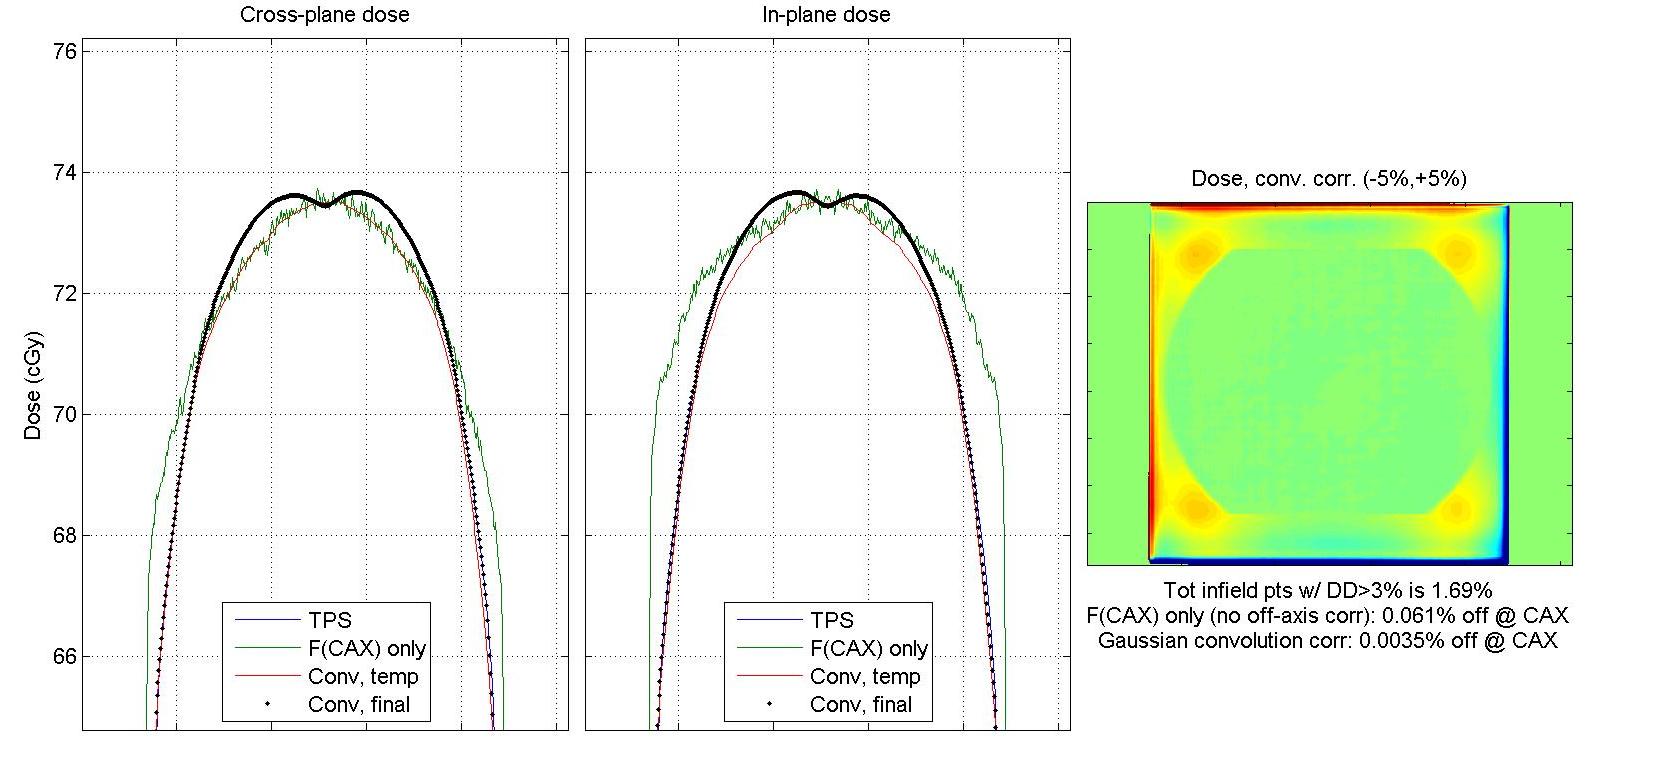 Cross-plane dose
In-plane dose
76
74
72
70
68
66
Dose (cGy)
TPS
F(CAX) only
Conv, temp
Conv, final
TPS
F(CAX) only
Conv, temp
Conv, final
Dose, conv. corr. (-5%,+5%)
Tot infield pts w/ DD>3% is 1.69%
F(CAX) only (no off-axis corr): 0.061% off @ CAX
Gaussian convolution corr: 0.0035% off @ CAX